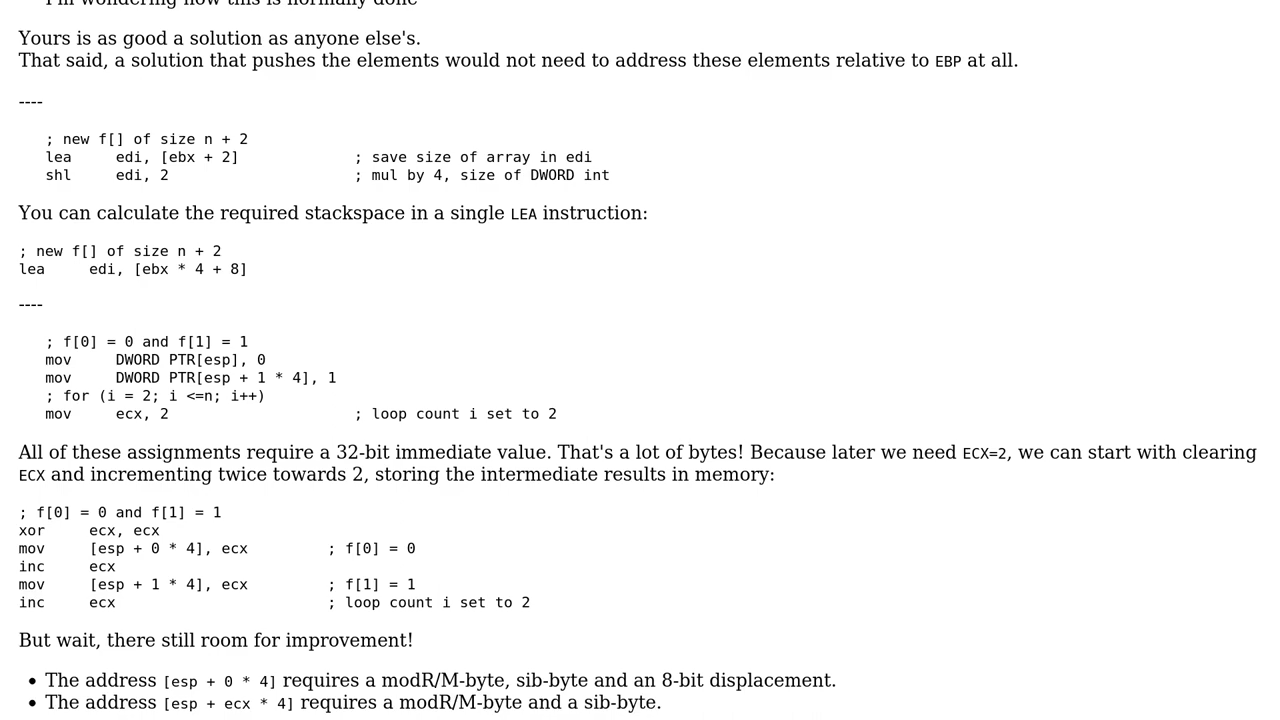 I'm wondering how this is normally done
Yours is as good a solution as anyone else's.
That said, a solution that pushes the elements would not need to address these elements relative to EBP at all.
----
; new f[] of size n + 2
lea     edi, [ebx + 2]             ; save size of array in edi
shl     edi, 2                     ; mul by 4, size of DWORD int
You can calculate the required stackspace in a single LEA instruction:
; new f[] of size n + 2
lea     edi, [ebx * 4 + 8]
----
; f[0] = 0 and f[1] = 1
mov     DWORD PTR[esp], 0
mov     DWORD PTR[esp + 1 * 4], 1
; for (i = 2; i <=n; i++)
mov     ecx, 2                     ; loop count i set to 2
All of these assignments require a 32-bit immediate value. That's a lot of bytes! Because later we need ECX=2, we can start with clearing
ECX and incrementing twice towards 2, storing the intermediate results in memory:
; f[0] = 0 and f[1] = 1
xor     ecx, ecx
mov     [esp + 0 * 4], ecx         ; f[0] = 0
inc     ecx
mov     [esp + 1 * 4], ecx         ; f[1] = 1
inc     ecx                        ; loop count i set to 2
But wait, there still room for improvement!
• The address [esp + 0 * 4] requires a modR/M-byte, sib-byte and an 8-bit displacement.
• The address [esp + ecx * 4] requires a modR/M-byte and a sib-byte.